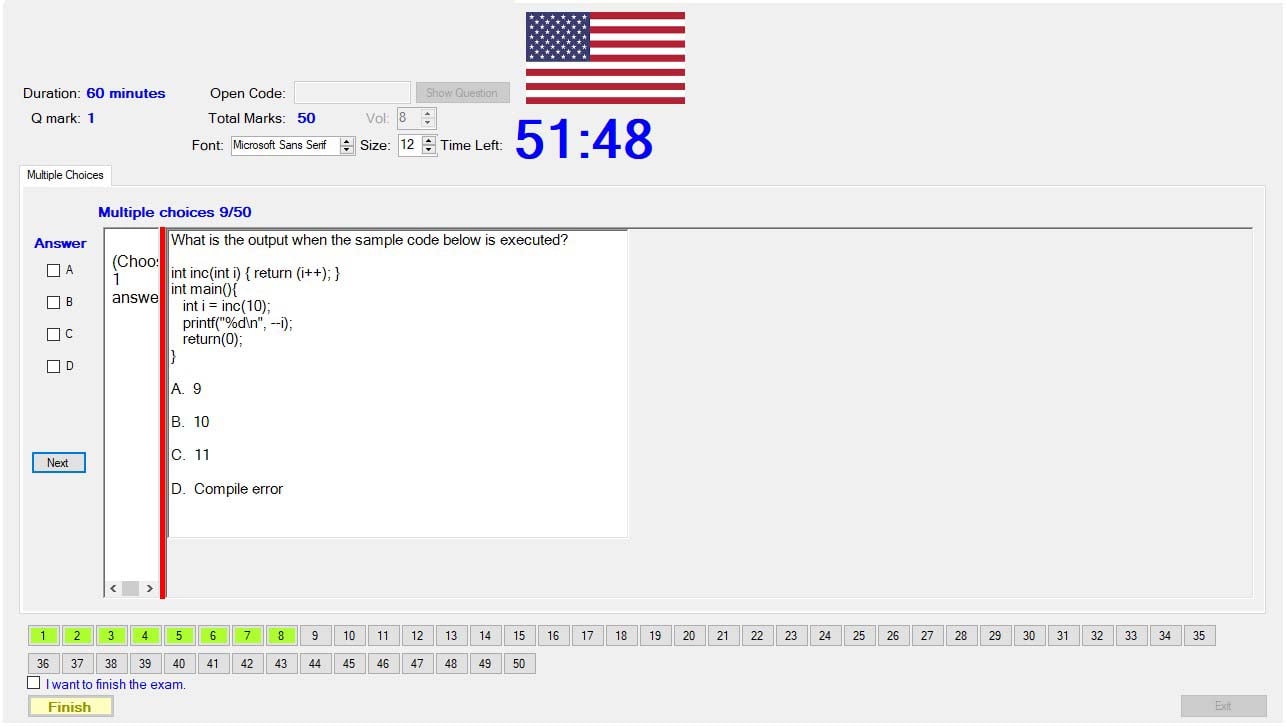 Duration: 60 minutes
Open Code:
Show Question
Q mark: 1
Total Marks: 50
Vol: 8
Font: Microsoft Sans Serif
Size: 12
Time Left: 51:48
Multiple Choices
Multiple choices 9/50
Answer
A
B
C
D
Next
(Choos
1
answe
What is the output when the sample code below is executed?
int inc(int i) { return (i++); }
int main(){
int i = inc(10);
printf("%d\n", --i);
return(0);
}
A. 9
B. 10
C. 11
D. Compile error
1 2 3 4 5 6 7 8 9 10 11 12 13 14 15 16 17 18 19 20 21 22 23 24 25 26 27 28 29 30 31 32 33 34 35
36 37 38 39 40 41 42 43 44 45 46 47 48 49 50
I want to finish the exam.
Finish
Exit